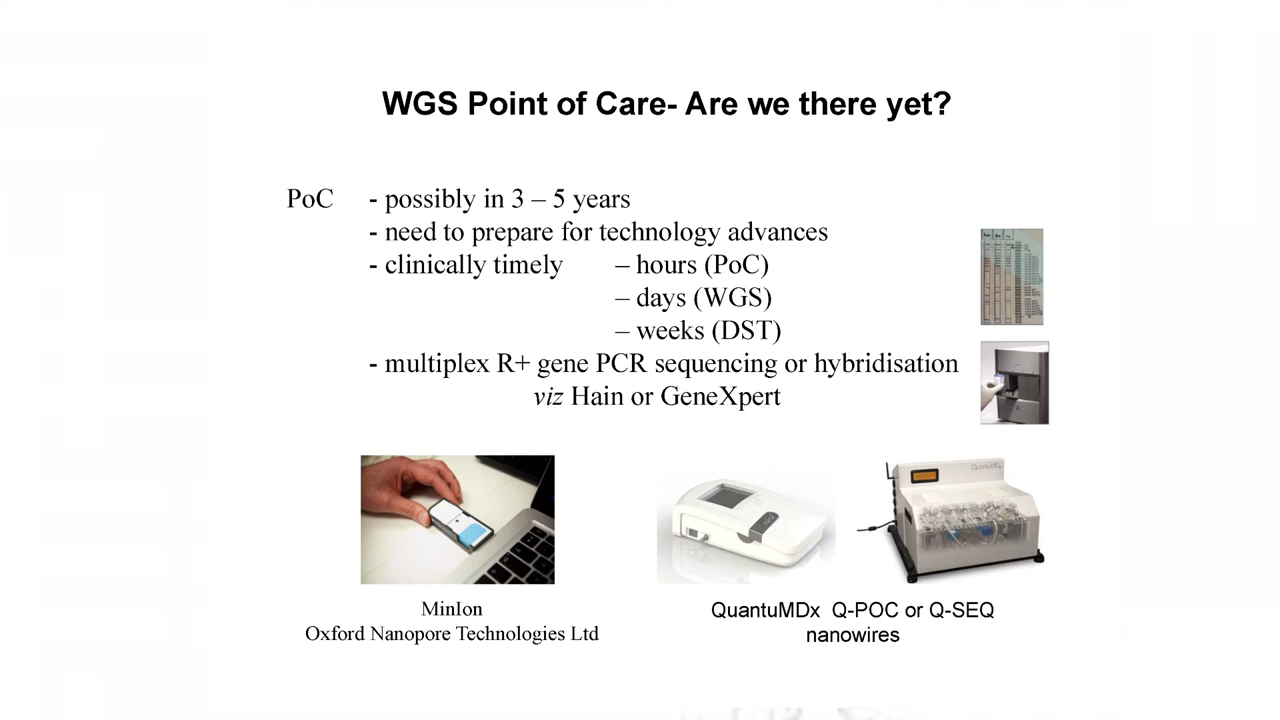 WGS Point of Care- Are we there yet?
PoC - possibly in 3 – 5 years
- need to prepare for technology advances
- clinically timely – hours (PoC)
– days (WGS)
– weeks (DST)
- multiplex R+ gene PCR sequencing or hybridisation
viz Hain or GeneXpert
QuantuMDx
MinIon
Oxford Nanopore Technologies Ltd
QuantuMDx Q-POC or Q-SEQ
nanowires